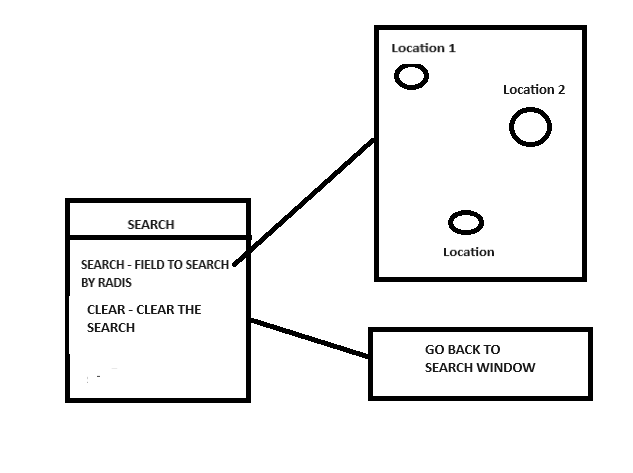 Location 1
Location 2
Location
SEARCH
SEARCH - FIELD TO SEARCH
BY RADIS
CLEAR - CLEAR THE
SEARCH
GO BACK TO
SEARCH WINDOW